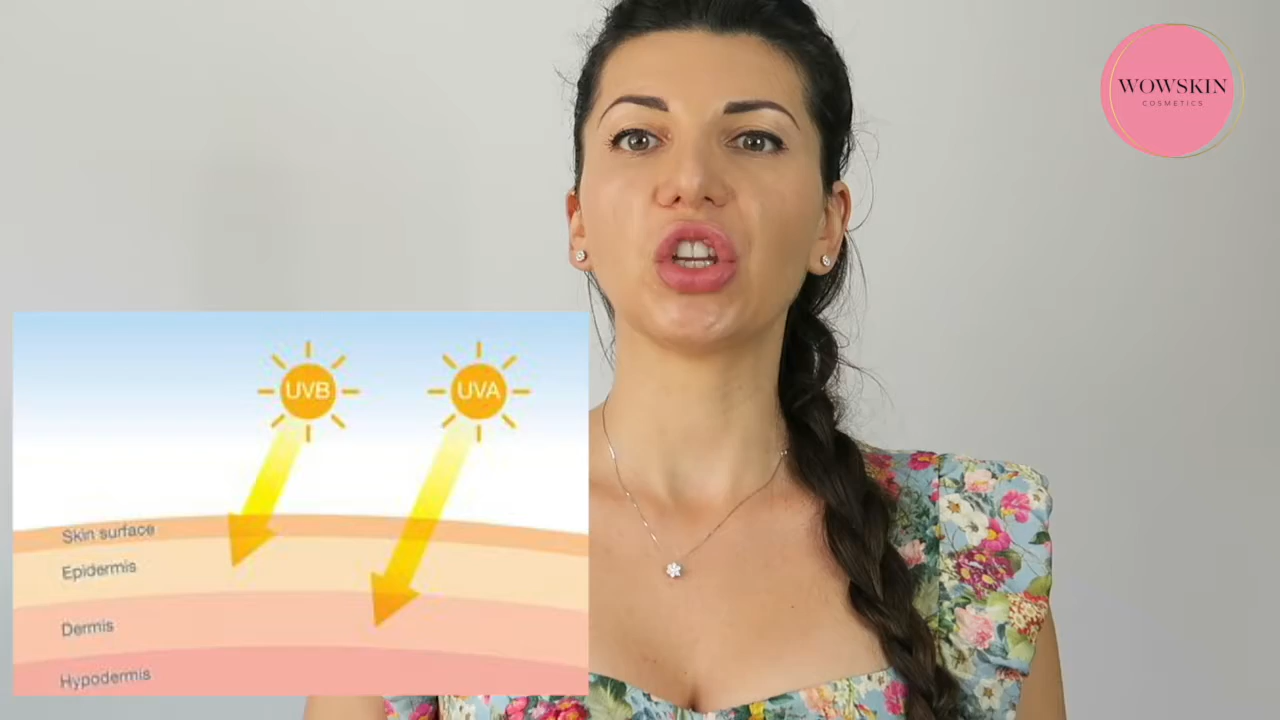 WOWSKIN
COSMETICS
UVB
UVA
Skin surface
Epidermis
Dermis
Hypodermis